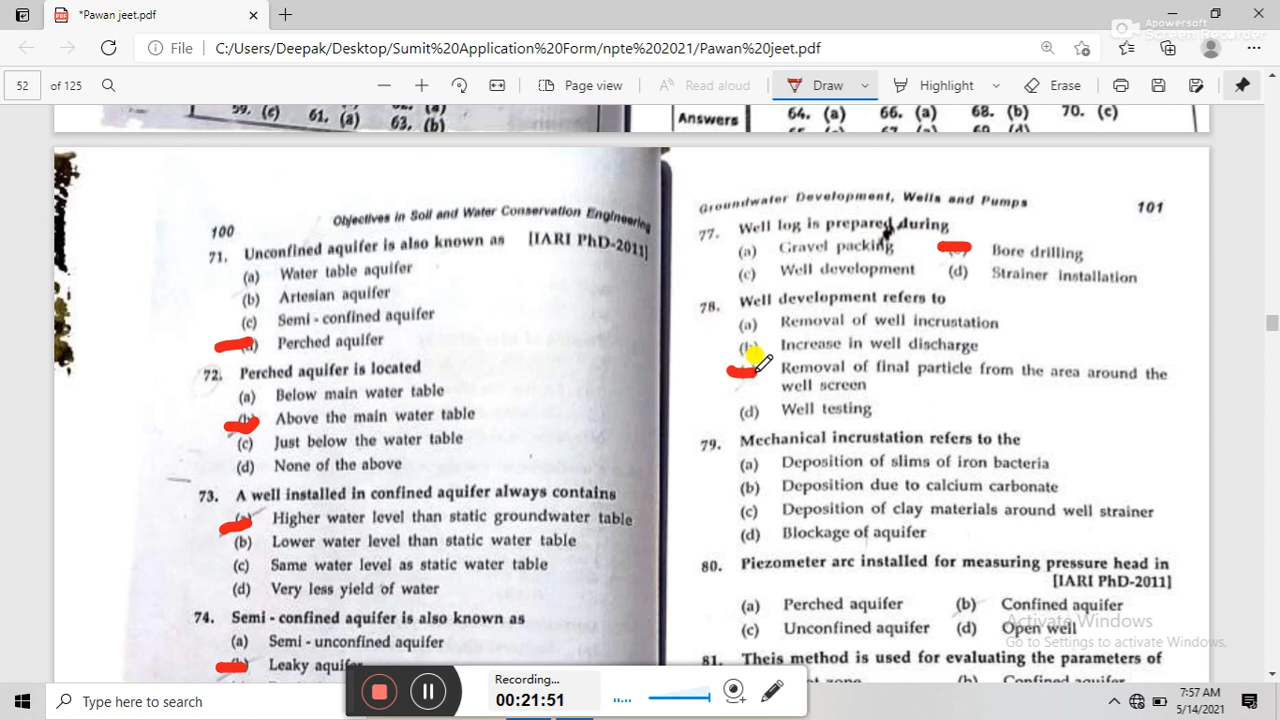 *Pawan jeet.pdf
Apowersoft
Screen Recorder
File C:/Users/Deepak/Desktop/Sumit%20Application%20Form/npte%202021/Pawan%20jeet.pdf
52 of 125 Page view Read aloud Draw Highlight Erase
59. (c) 61. (a) 63. (b)
Answers 64. (a) 66. (a) 68. (b) 70. (c)
100 Objectives in Soil and Water Conservation Engineering
71. Unconfined aquifer is also known as [IARI PhD-2011]
(a) Water table aquifer
(b) Artesian aquifer
(c) Semi - confined aquifer
Perched aquifer
72. Perched aquifer is located
(a) Below main water table
(b) Above the main water table
(c) Just below the water table
(d) None of the above
73. A well installed in confined aquifer always contains
(a) Higher water level than static groundwater table
(b) Lower water level than static water table
(c) Same water level as static water table
(d) Very less yield of water
74. Semi - confined aquifer is also known as
(a) Semi - unconfined aquifer
Leaky aquifer
Groundwater Development, Wells and Pumps 101
77. Well log is prepared during
(a) Gravel packing Bore drilling
(c) Well development (d) Strainer installation
78. Well development refers to
(a) Removal of well incrustation
(b) Increase in well discharge
Removal of final particle from the area around the
well screen
(d) Well testing
79. Mechanical incrustation refers to the
(a) Deposition of slims of iron bacteria
(b) Deposition due to calcium carbonate
(c) Deposition of clay materials around well strainer
(d) Blockage of aquifer
80. Piezometer arc installed for measuring pressure head in
[IARI PhD-2011]
(a) Perched aquifer (b) Confined aquifer
(c) Unconfined aquifer (d) Open well
81. Theis method is used for evaluating the parameters of
(b) Confined aquifer
Activate Windows
Go to Settings to activate Windows.
Recording...
00:21:51
Type here to search
7:57 AM
5/14/2021